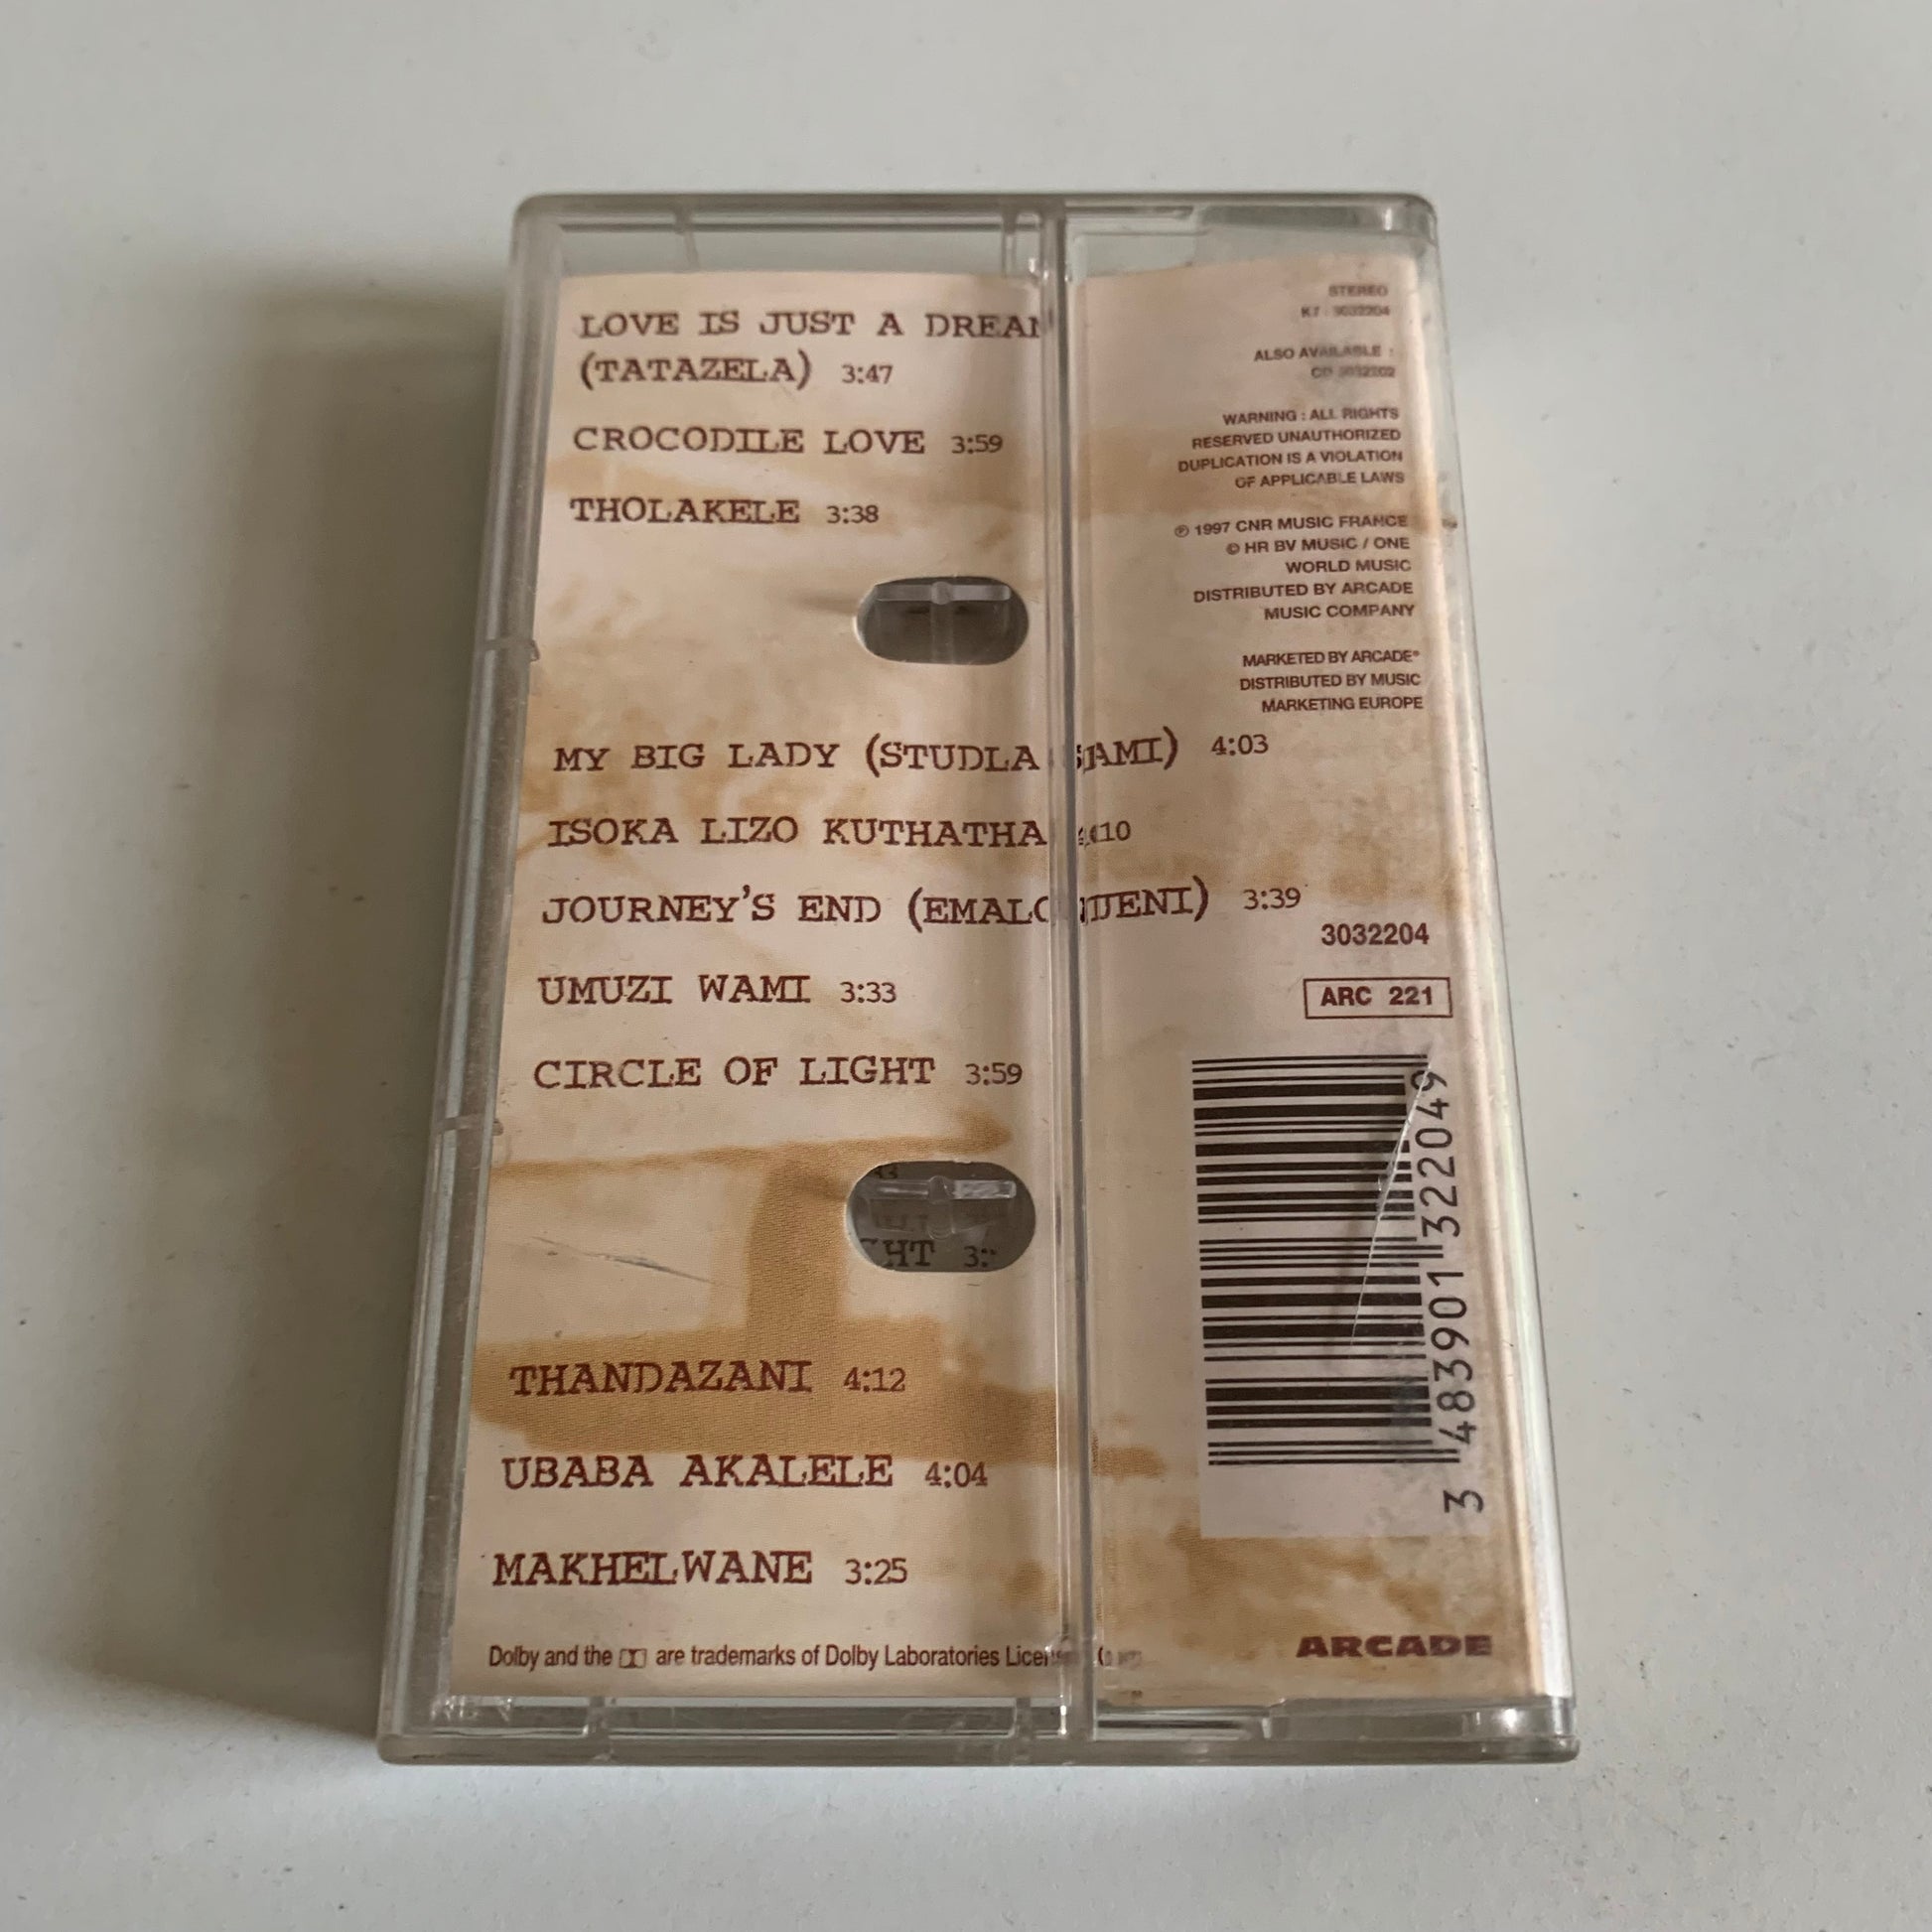 LOVE IS JUST A
(TATAZELA) 3:47
CROCODILE LOVE 3:59
THOLAKELE 3:38
MY BIG LADY (STUDLA SAMI) 4:03
ISOKA LIZO KUTHATHA
JOURNEY'S END 3:39
UMUZI WAMI 3:33
CIRCLE OF LIGHT 3:59
THANDAZANI 4:12
UBABA AKALELE 4:04
MAKHELWANE 3:25
Dolby and the are trademarks of Dolby Laboratories
STEREO
K7 : 3032204
ALSO AVAILABLE :
CD 3032202
WARNING : ALL RIGHTS
RESERVED UNAUTHORIZED
DUPLICATION IS A VIOLATION
OF APPLICABLE LAWS
℗ 1997 CNR MUSIC FRANCE
© HR BV MUSIC / ONE
WORLD MUSIC
DISTRIBUTED BY ARCADE
MUSIC COMPANY
MARKETED BY ARCADE®
DISTRIBUTED BY MUSIC
MARKETING EUROPE
3032204
ARC 221
3 483901 322049
ARCADE